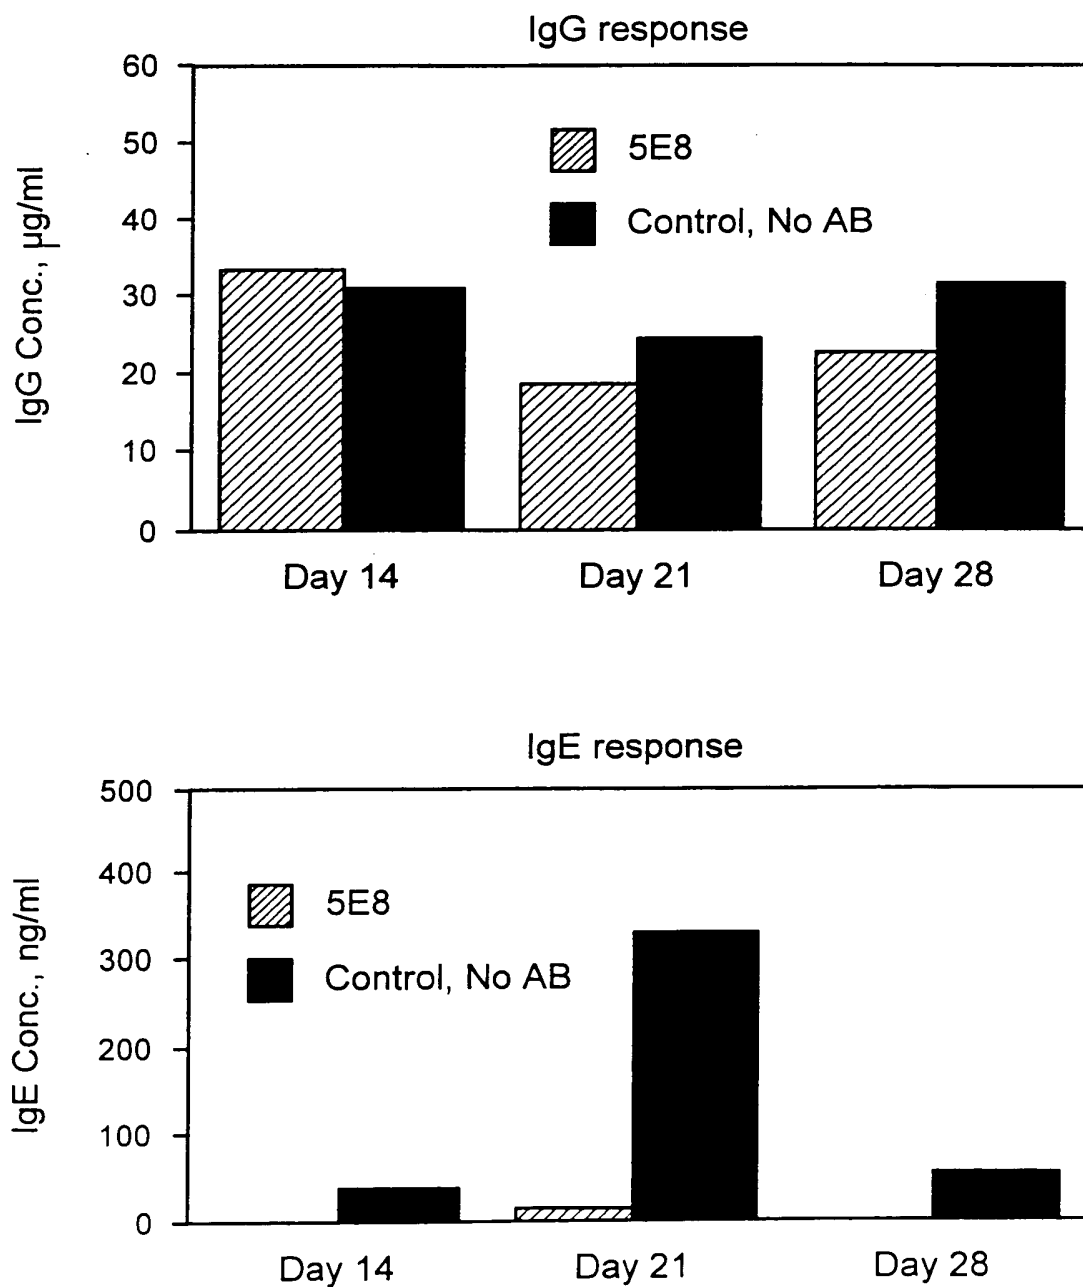 IgG response
60
50
40
30
20
10
0
IgG Conc., µg/ml
5E8
Control, No AB
Day 14 Day 21 Day 28
IgE response
500
400
300
200
100
0
IgE Conc., ng/ml
5E8
Control, No AB
Day 14 Day 21 Day 28